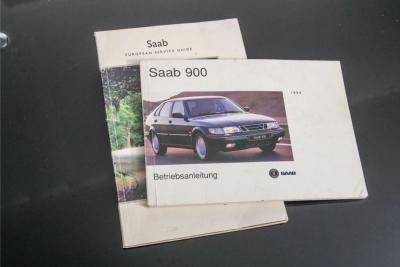 Saab
EUROPEAN SERVICE GUIDE
Saab 900
1994
Betriebsanleitung
SAAB